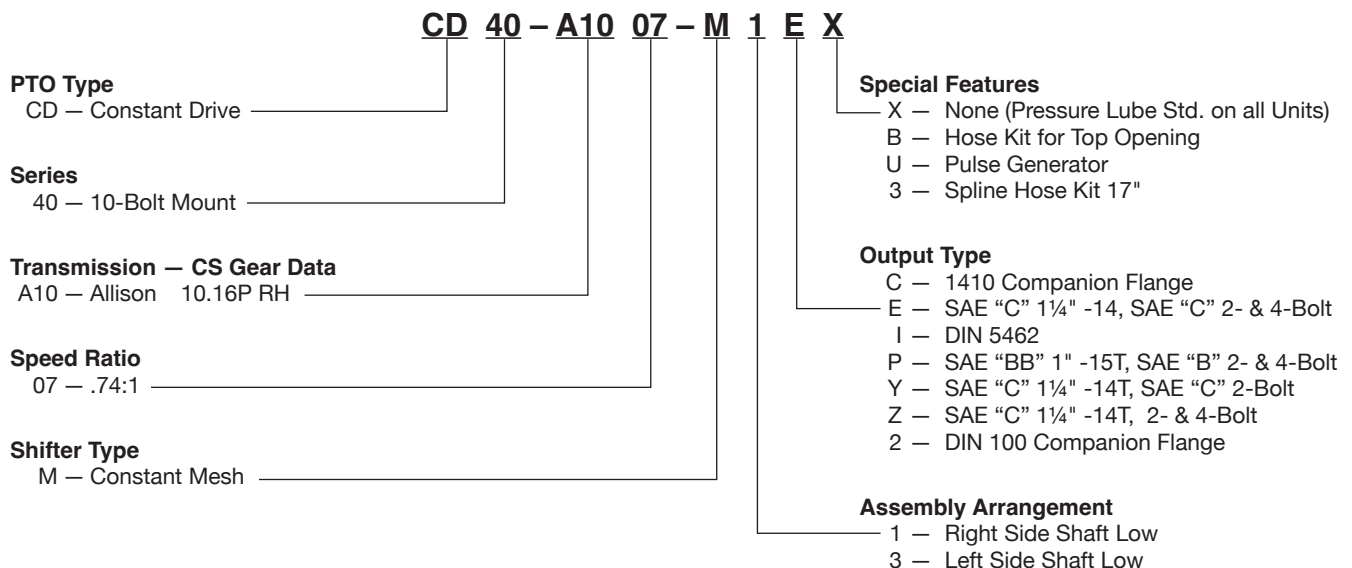 CD 40 – A10 07 – M 1 E X
PTO Type
CD — Constant Drive
Series
40 — 10-Bolt Mount
Transmission — CS Gear Data
A10 — Allison 10.16P RH
Speed Ratio
07 — .74:1
Shifter Type
M — Constant Mesh
Special Features
X — None (Pressure Lube Std. on all Units)
B — Hose Kit for Top Opening
U — Pulse Generator
3 — Spline Hose Kit 17"
Output Type
C — 1410 Companion Flange
E — SAE “C” 1¼" -14, SAE “C” 2- & 4-Bolt
I — DIN 5462
P — SAE “BB” 1" -15T, SAE “B” 2- & 4-Bolt
Y — SAE “C” 1¼" -14T, SAE “C” 2-Bolt
Z — SAE “C” 1¼" -14T, 2- & 4-Bolt
2 — DIN 100 Companion Flange
Assembly Arrangement
1 — Right Side Shaft Low
3 — Left Side Shaft Low